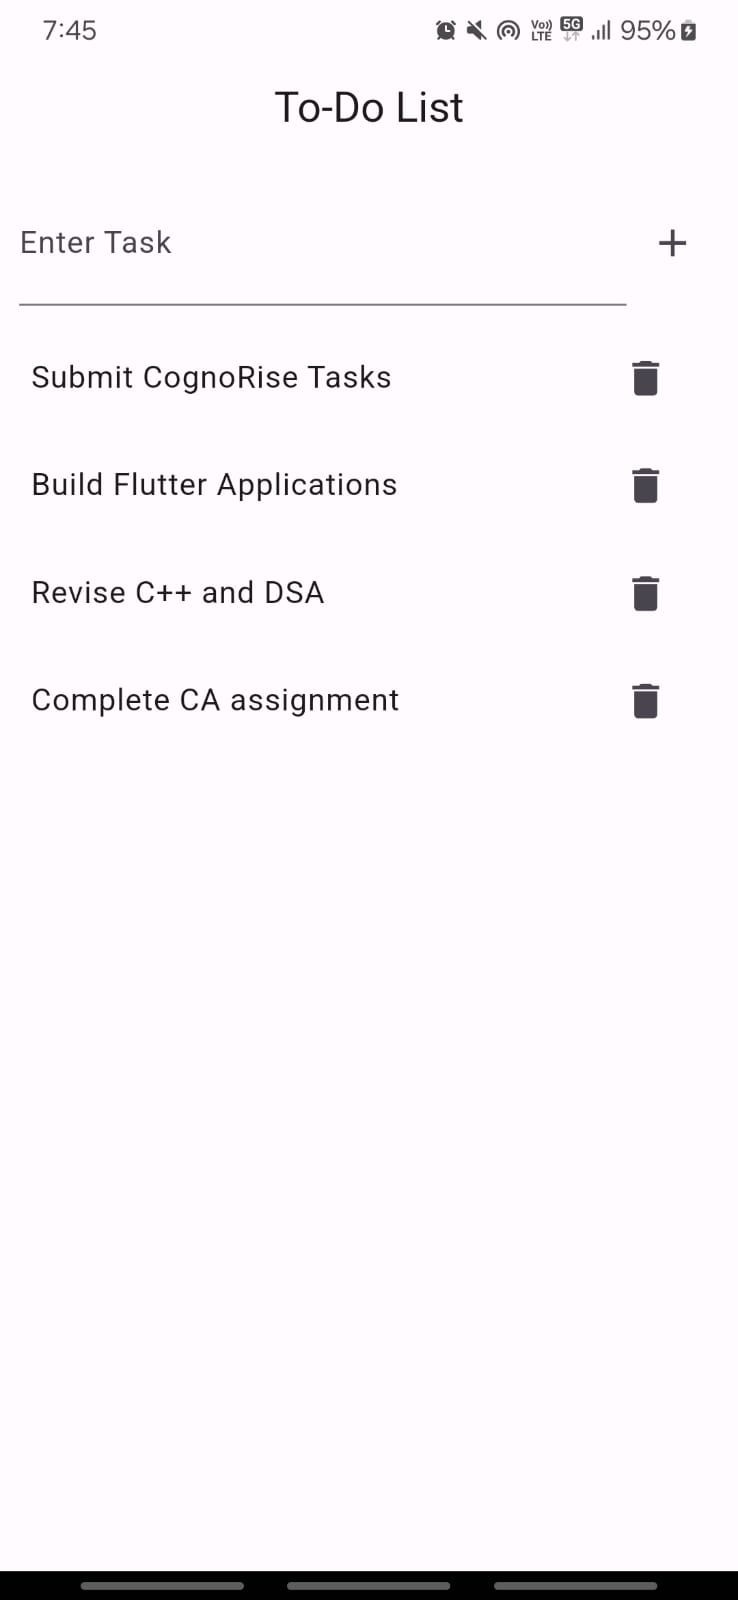 7:45
Vo)) LTE 5G 95%
To-Do List
Enter Task
Submit CognoRise Tasks
Build Flutter Applications
Revise C++ and DSA
Complete CA assignment